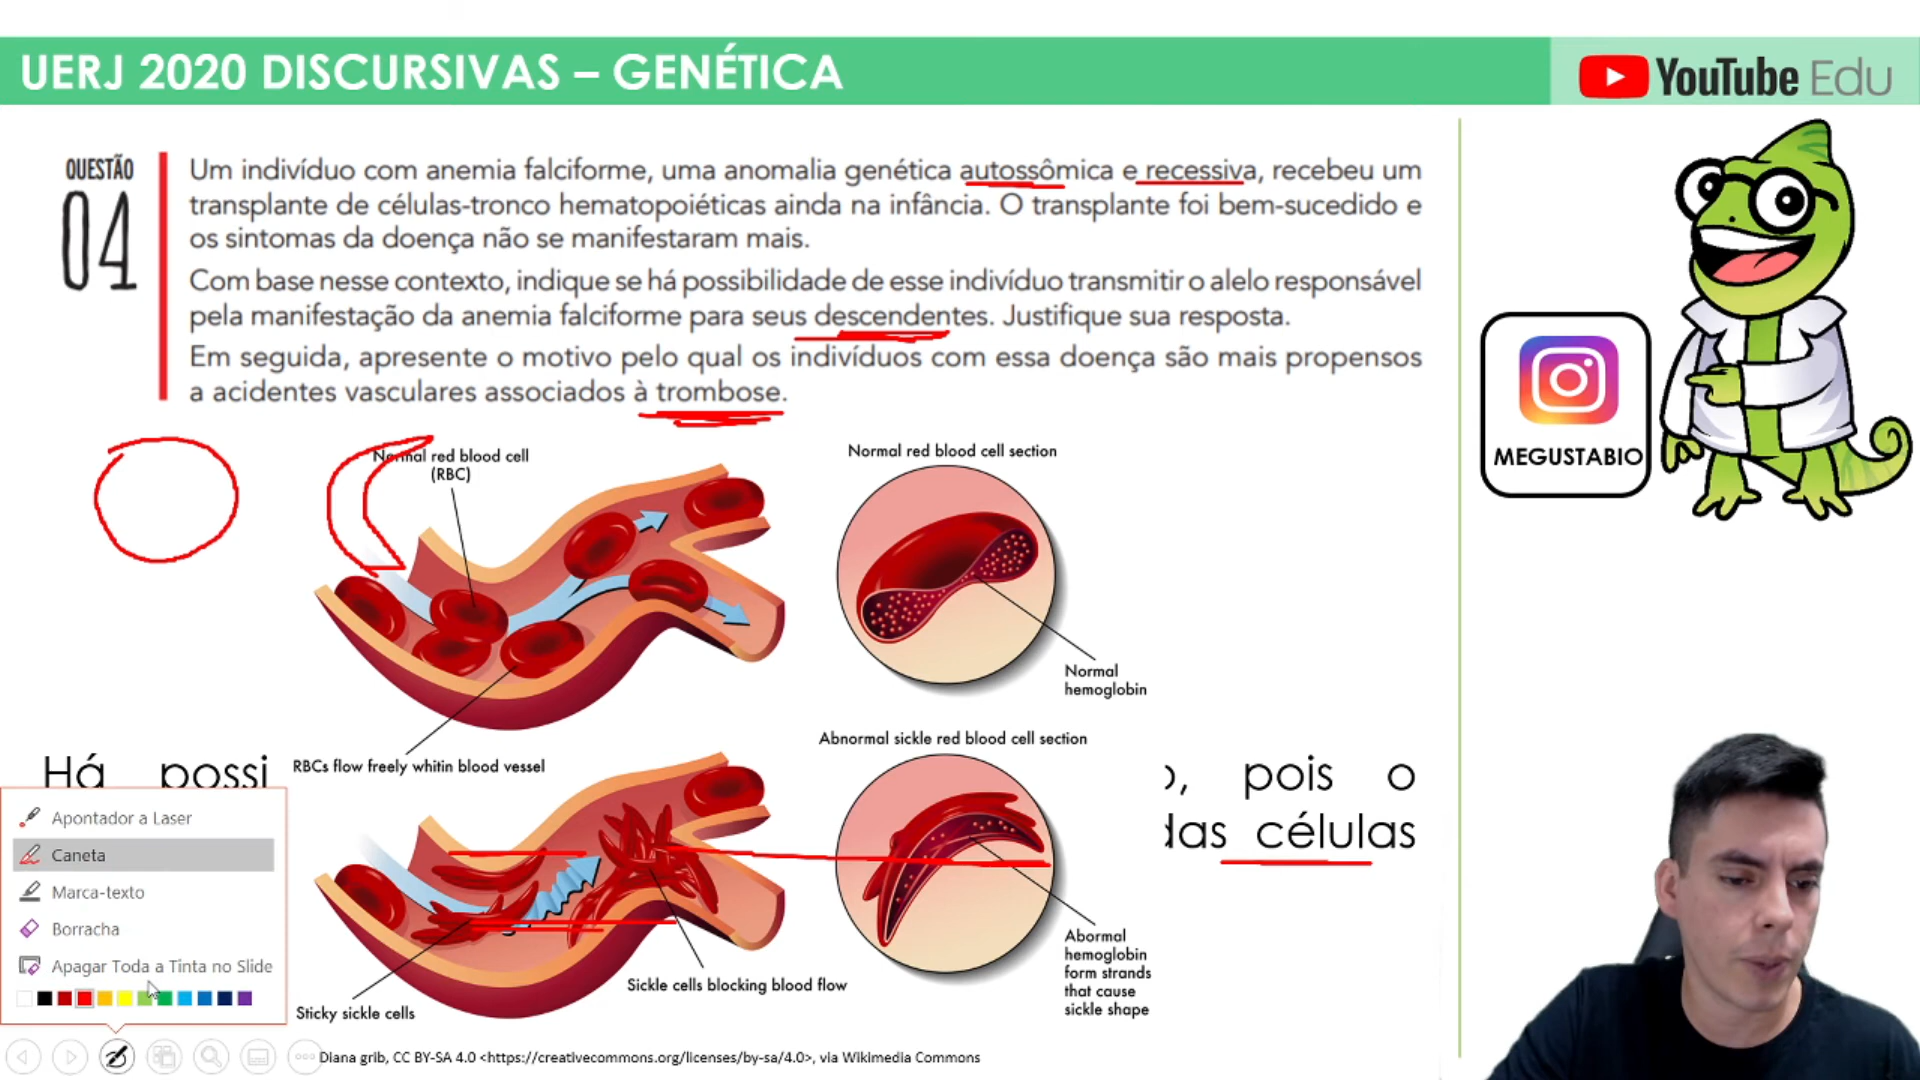 UERJ 2020 DISCURSIVAS – GENÉTICA
YouTube Edu
QUESTÃO
04
Um indivíduo com anemia falciforme, uma anomalia genética autossômica e recessiva, recebeu um
transplante de células-tronco hematopoiéticas ainda na infância. O transplante foi bem-sucedido e
os sintomas da doença não se manifestaram mais.
Com base nesse contexto, indique se há possibilidade de esse indivíduo transmitir o alelo responsável
pela manifestação da anemia falciforme para seus descendentes. Justifique sua resposta.
Em seguida, apresente o motivo pelo qual os indivíduos com essa doença são mais propensos
a acidentes vasculares associados à trombose.
MEGUSTABIO
Normal red blood cell
(RBC)
Normal red blood cell section
Normal
hemoglobin
RBCs flow freely whitin blood vessel
Abnormal sickle red blood cell section
Há possi
o, pois o
das células
Apontador a Laser
Caneta
Marca-texto
Borracha
Apagar Toda a Tinta no Slide
Sticky sickle cells
Sickle cells blocking blood flow
Abormal
hemoglobin
form strands
that cause
sickle shape
Diana grib, CC BY-SA 4.0 <https://creativecommons.org/licenses/by-sa/4.0>, via Wikimedia Commons